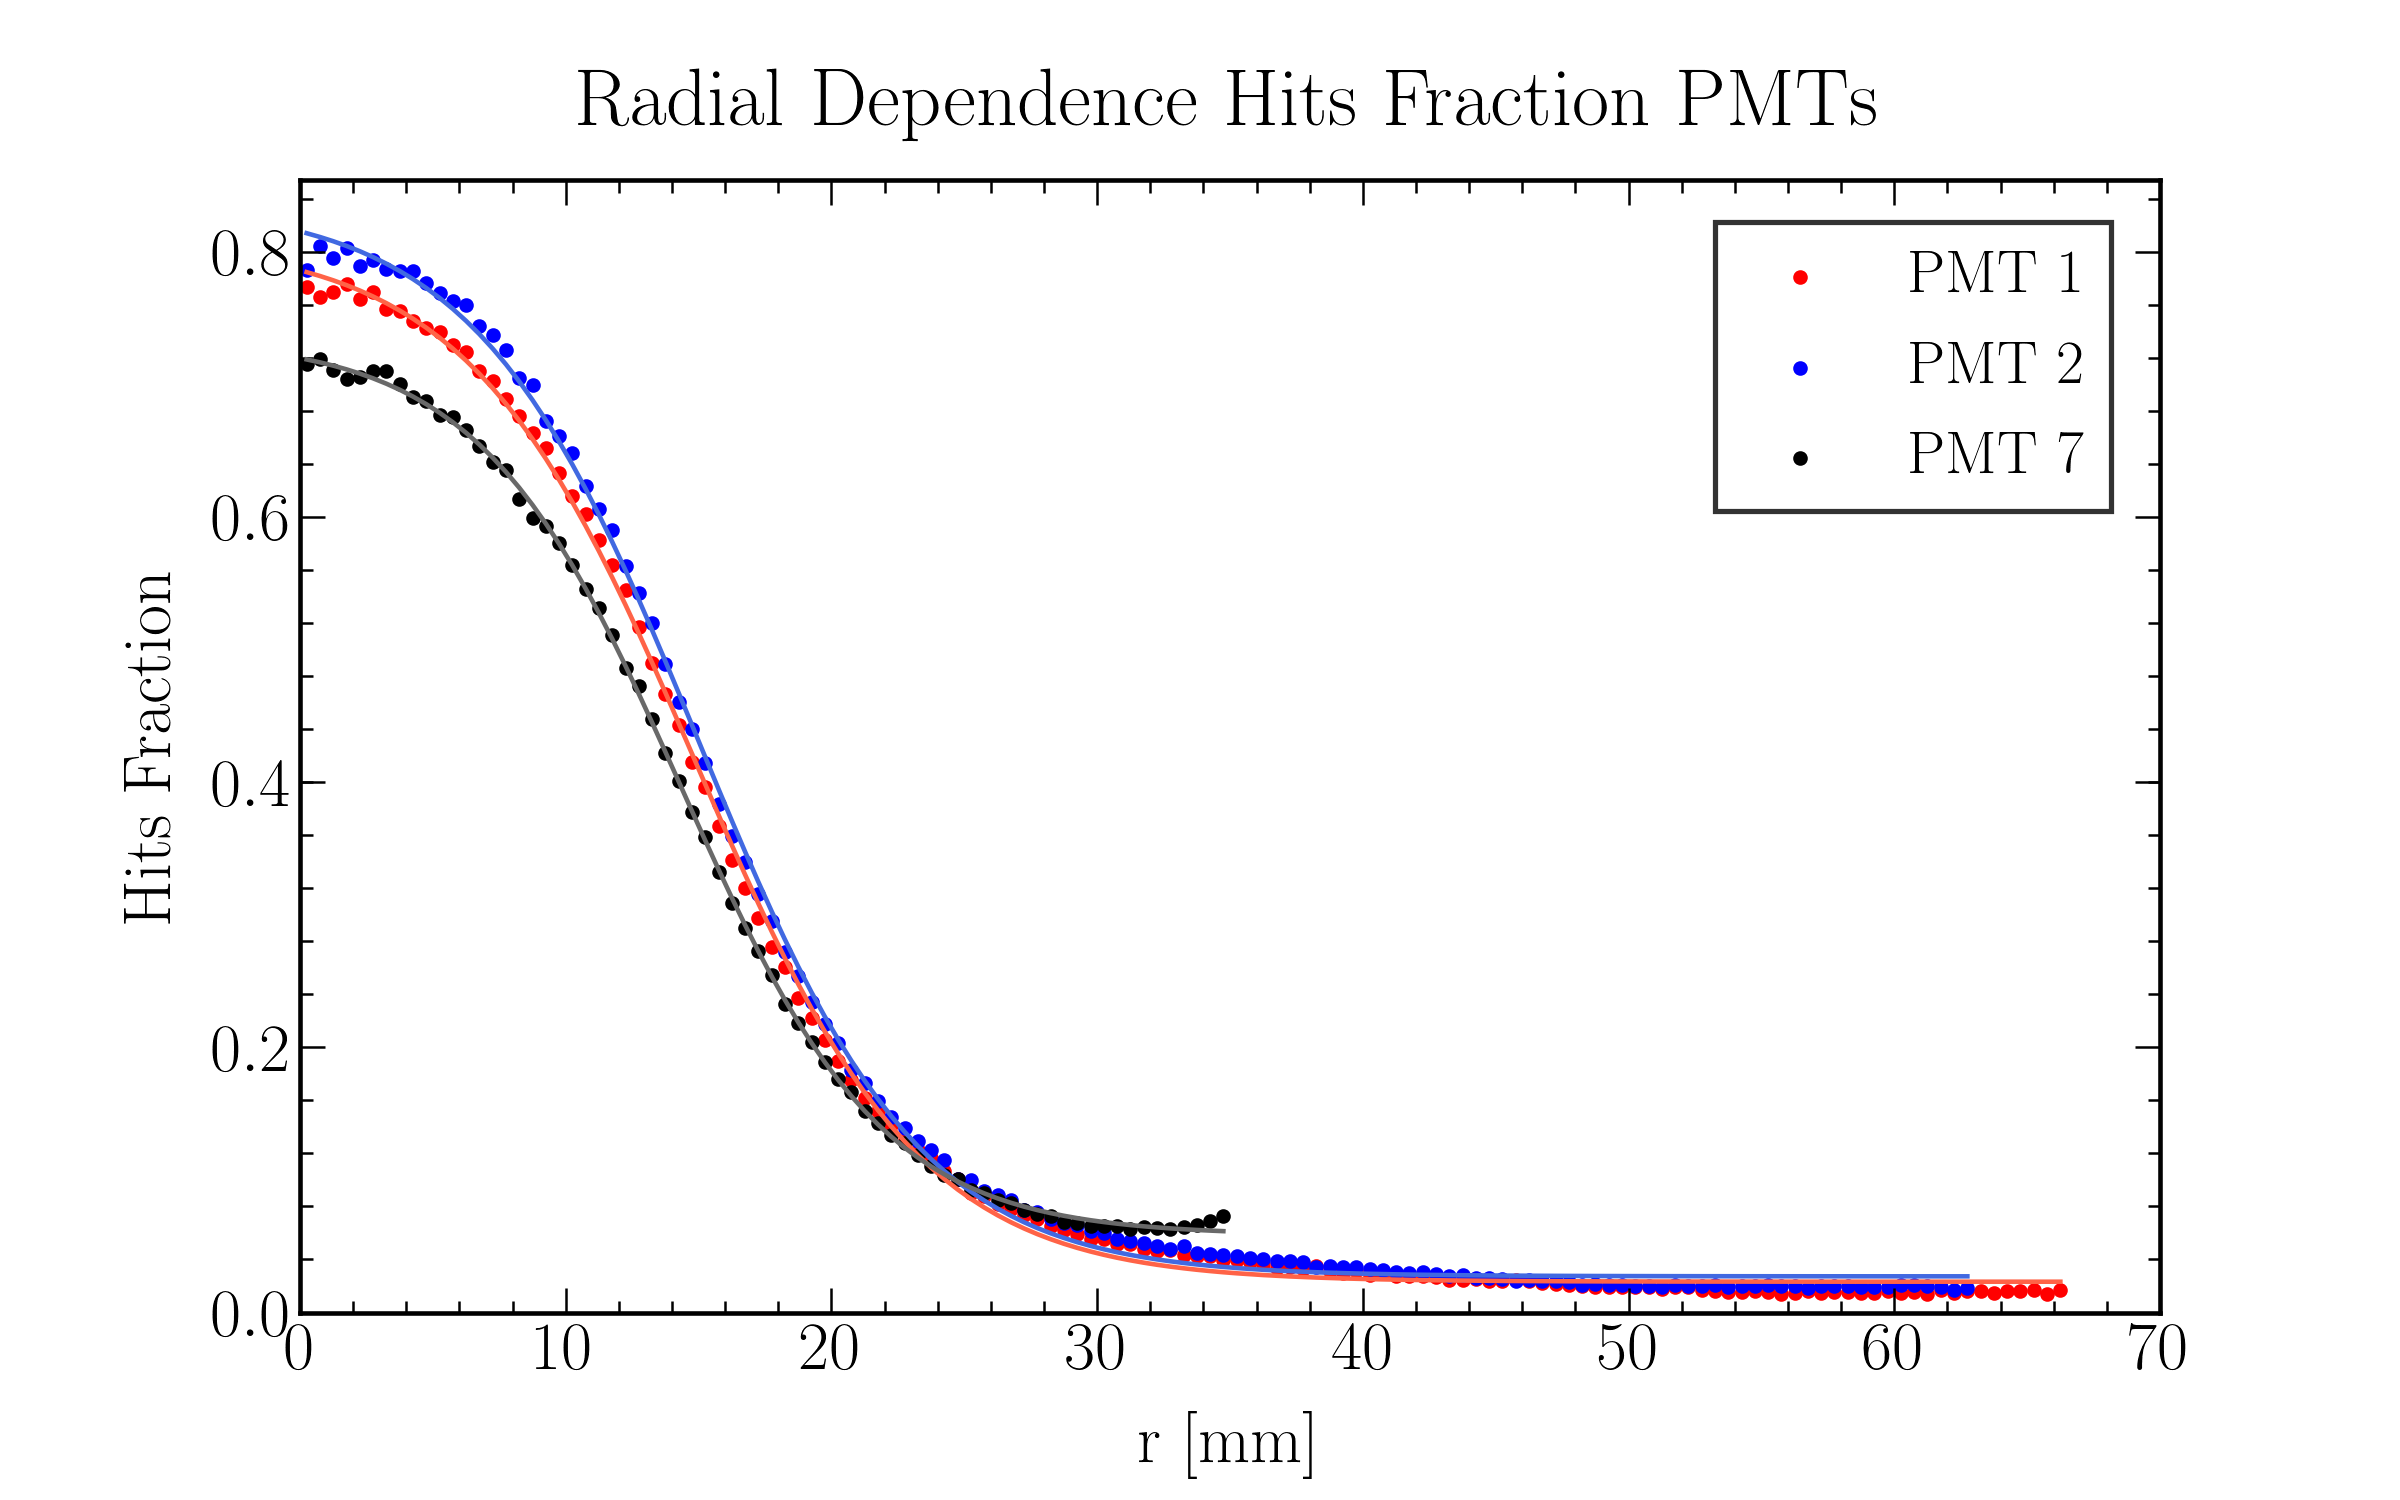 Radial Dependence Hits Fraction PMTs
PMT 1
PMT 2
PMT 7
Hits Fraction
0.8
0.6
0.4
0.2
0.0
0 10 20 30 40 50 60 70
r [mm]